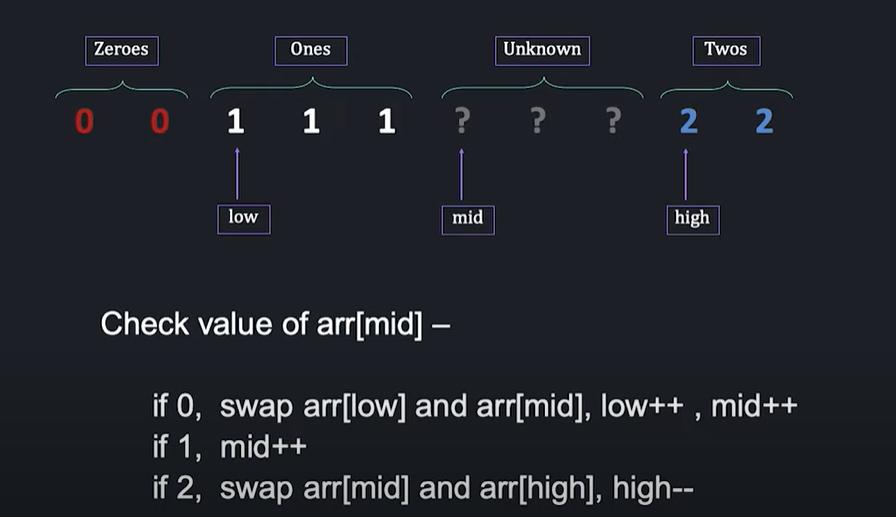 Zeroes Ones Unknown Twos
0 0 1 1 1 ? ? ? 2 2
low mid high
Check value of arr[mid] –
if 0, swap arr[low] and arr[mid], low++ , mid++
if 1, mid++
if 2, swap arr[mid] and arr[high], high--